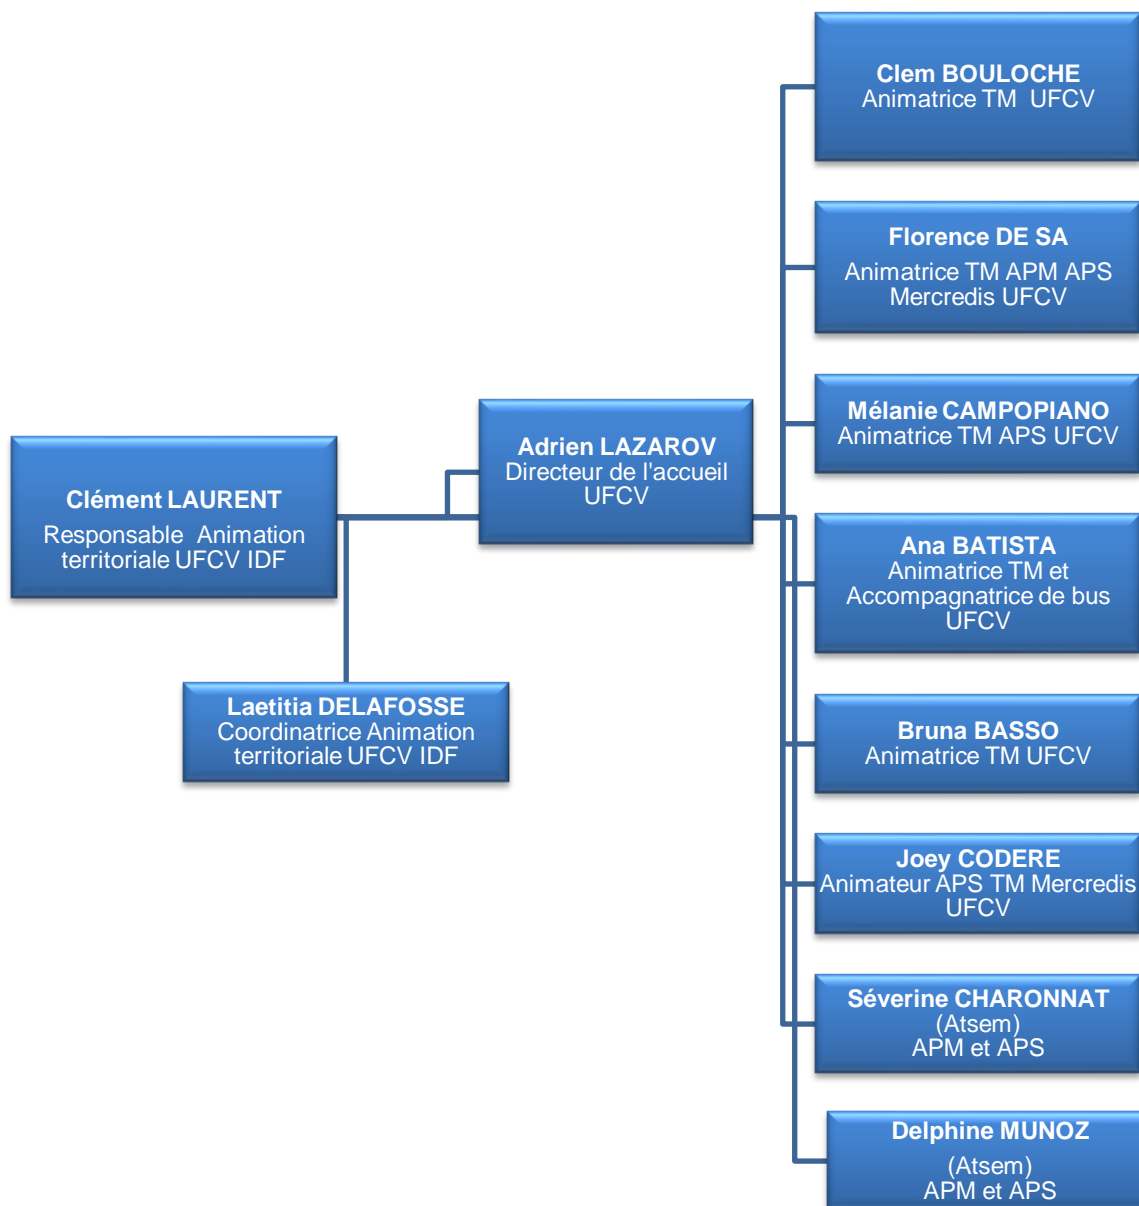 Clément LAURENT
Responsable Animation
territoriale UFCV IDF
Laetitia DELAFOSSE
Coordinatrice Animation
territoriale UFCV IDF
Adrien LAZAROV
Directeur de l'accueil
UFCV
Clem BOULOCHE
Animatrice TM UFCV
Florence DE SA
Animatrice TM APM APS
Mercredis UFCV
Mélanie CAMPOPIANO
Animatrice TM APS UFCV
Ana BATISTA
Animatrice TM et
Accompagnatrice de bus
UFCV
Bruna BASSO
Animatrice TM UFCV
Joey CODERE
Animateur APS TM Mercredis
UFCV
Séverine CHARONNAT
(Atsem)
APM et APS
Delphine MUNOZ
(Atsem)
APM et APS